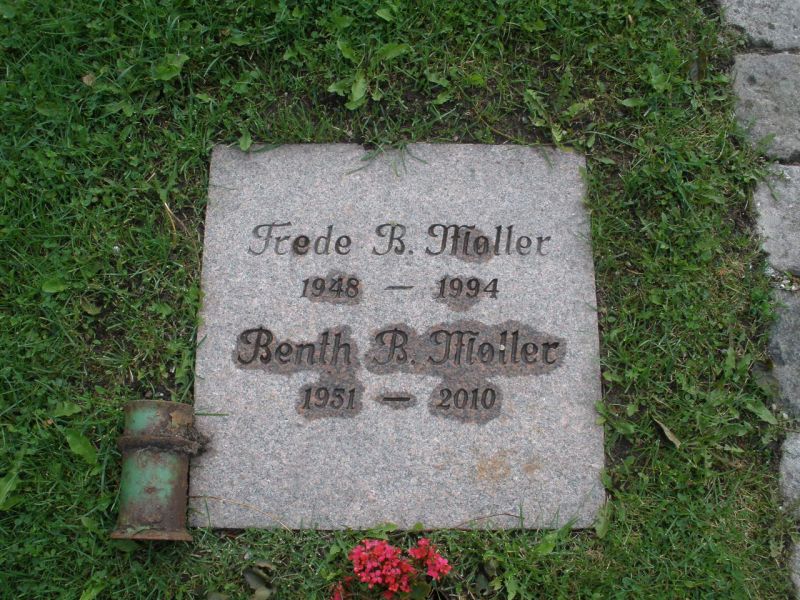 Frede B. Møller
1948 — 1994
Benth B. Møller
1951 — 2010